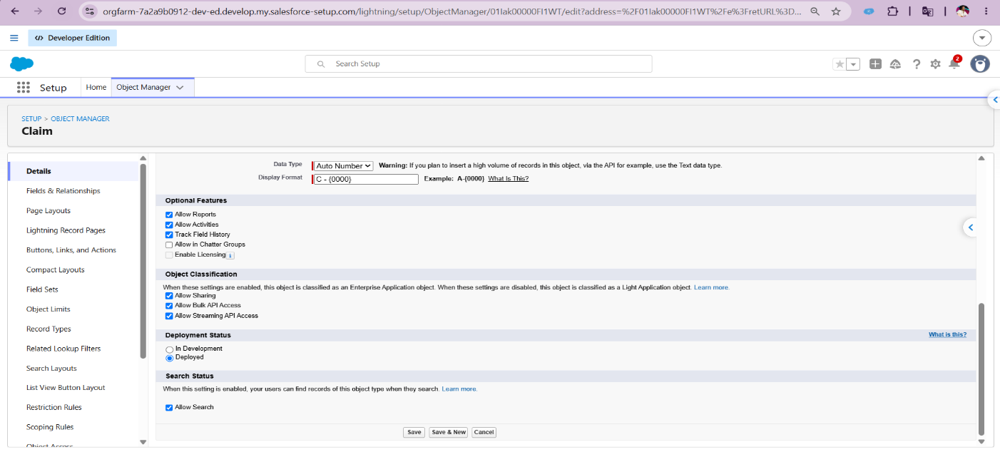 orgfarm-7a2a9b0912-dev-ed.develop.my.salesforce-setup.com/lightning/setup/ObjectManager/01Iak00000FI1WT/edit?address=%2F01Iak00000FI1WT%2Fe%3FretURL%3D...
Developer Edition
Search Setup
2
Setup
Home
Object Manager
SETUP > OBJECT MANAGER
Claim
Details
Fields & Relationships
Page Layouts
Lightning Record Pages
Buttons, Links, and Actions
Compact Layouts
Field Sets
Object Limits
Record Types
Related Lookup Filters
Search Layouts
List View Button Layout
Restriction Rules
Scoping Rules
Object Access
Data Type Auto Number Warning: If you plan to insert a high volume of records in this object, via the API for example, use the Text data type.
Display Format C - {0000} Example: A-{0000} What Is This?
Optional Features
Allow Reports
Allow Activities
Track Field History
Allow in Chatter Groups
Enable Licensing i
Object Classification
When these settings are enabled, this object is classified as an Enterprise Application object. When these settings are disabled, this object is classified as a Light Application object. Learn more.
Allow Sharing
Allow Bulk API Access
Allow Streaming API Access
Deployment Status What is this?
In Development
Deployed
Search Status
When this setting is enabled, your users can find records of this object type when they search. Learn more.
Allow Search
Save Save & New Cancel